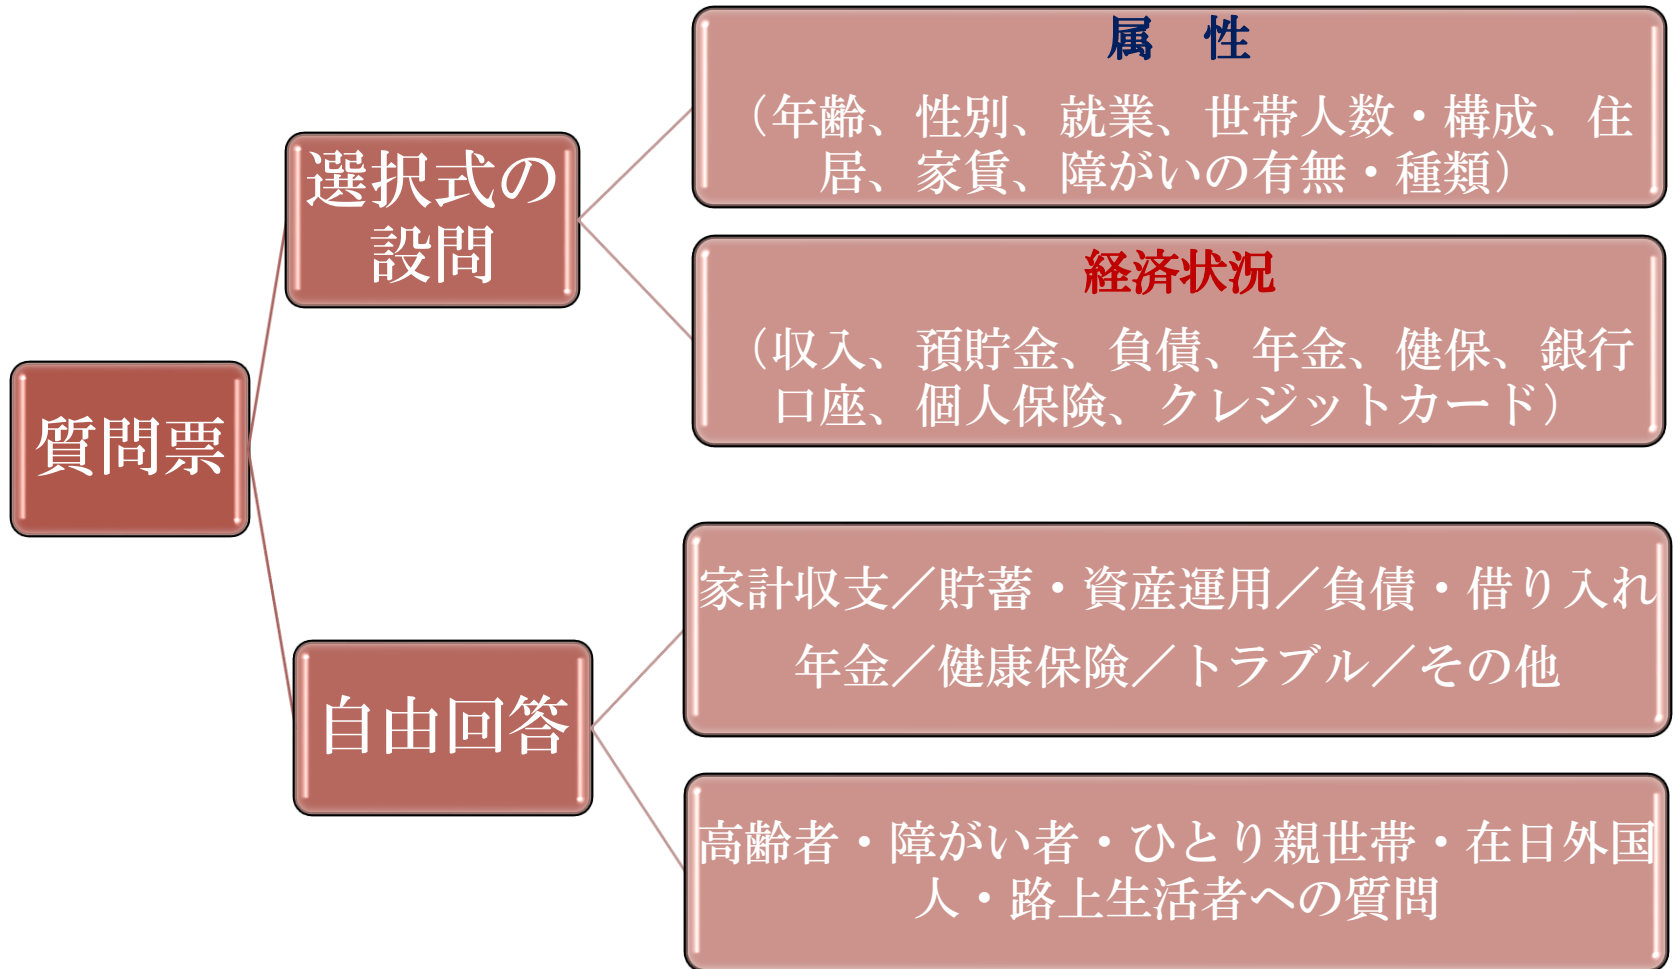 質問票
選択式の
設問
属　性
（年齢、性別、就業、世帯人数・構成、住
居、家賃、障がいの有無・種類）
経済状況
（収入、預貯金、負債、年金、健保、銀行
口座、個人保険、クレジットカード）
自由回答
家計収支／貯蓄・資産運用／負債・借り入れ
年金／健康保険／トラブル／その他
高齢者・障がい者・ひとり親世帯・在日外国
人・路上生活者への質問